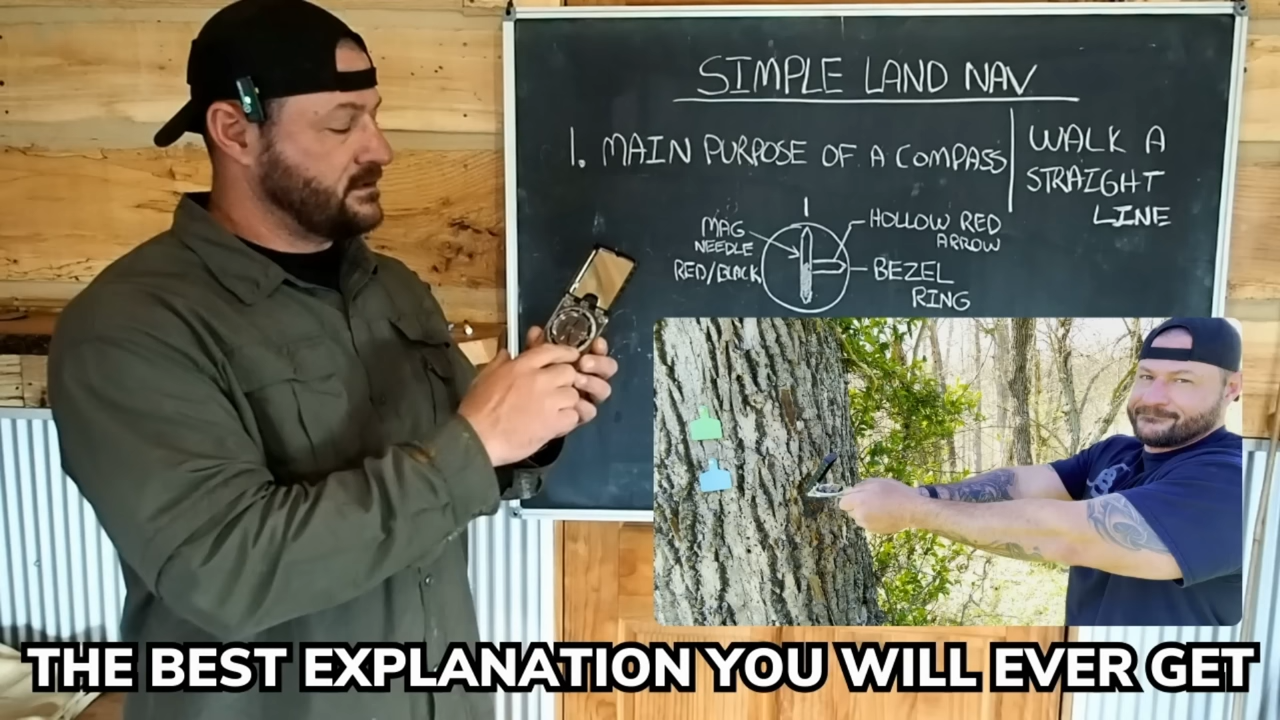 SIMPLE LAND NAV
1. MAIN PURPOSE OF A COMPASS
WALK A
STRAIGHT
LINE
MAG
NEEDLE
RED/BLACK
HOLLOW RED
ARROW
BEZEL
RING
THE BEST EXPLANATION YOU WILL EVER GET